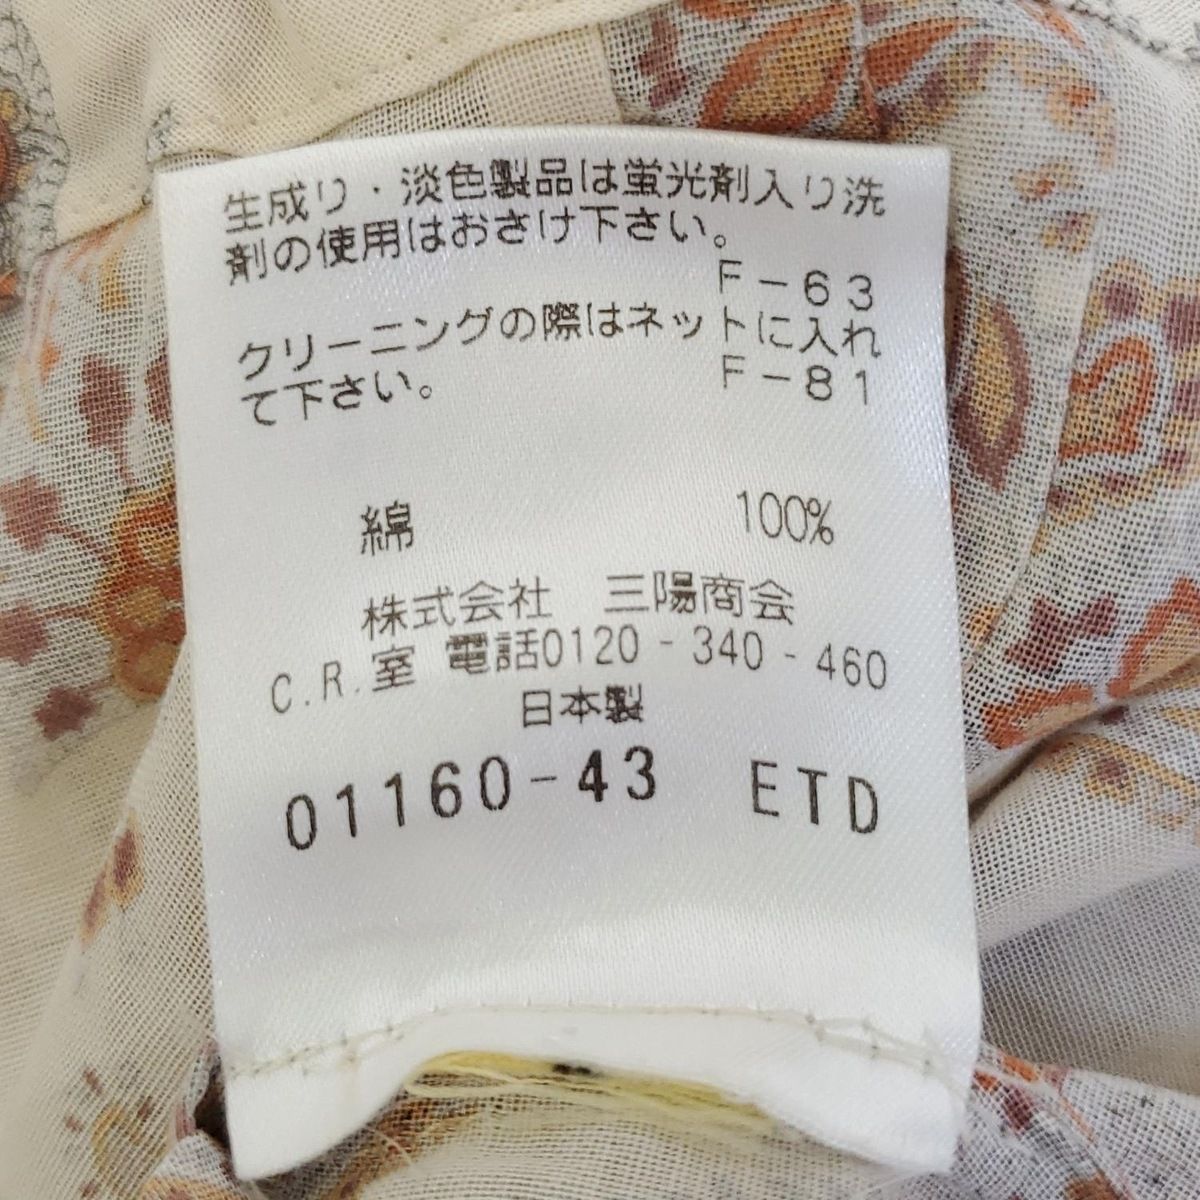 生成り・淡色製品は蛍光剤入り洗
剤の使用はおさけ下さい。
F-63
クリーニングの際はネットに入れ
て下さい。
F-81
綿 100%
株式会社 三陽商会
C.R.室 電話0120-340-460
日本製
01160-43 ETD